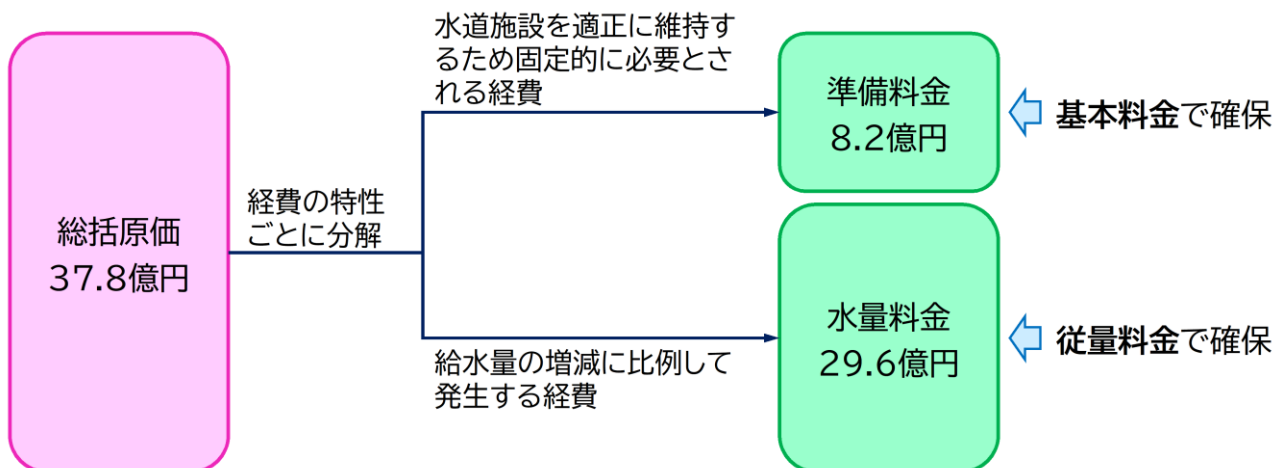 水道施設を適正に維持す
るため固定的に必要とさ
れる経費
準備料金
8.2億円
基本料金で確保
経費の特性
ごとに分解
総括原価
37.8億円
水量料金
29.6億円
従量料金で確保
給水量の増減に比例して
発生する経費